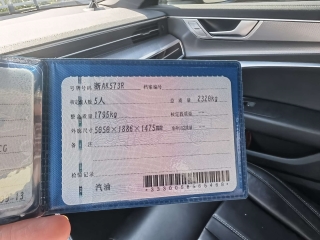 号牌号码 浙AK573R 档案编号
核定载人数 5人 总质量 2320kg
整备质量 1795kg 核定载质量 ---
外廓尺寸 5050×1886×1475mm 准牵引总质量 ---
备注
检验记录
汽油